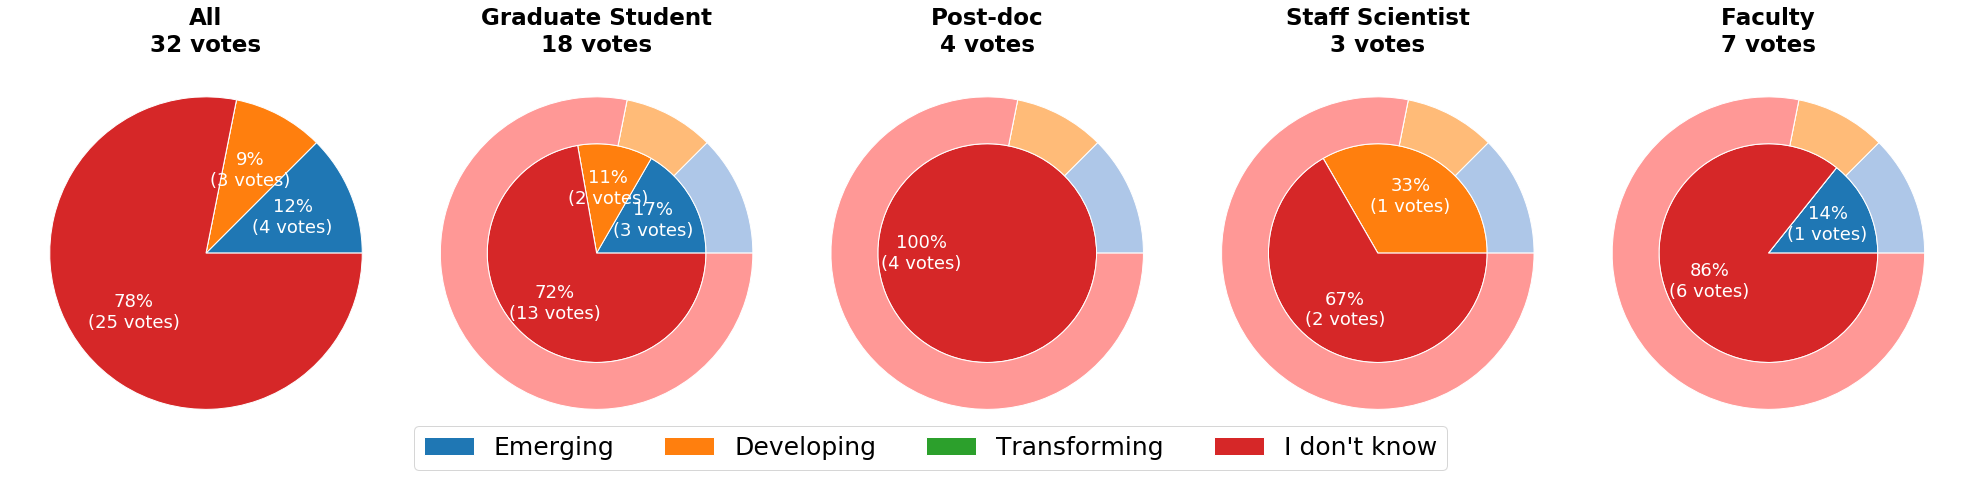 All
32 votes
Graduate Student
18 votes
Post-doc
4 votes
Staff Scientist
3 votes
Faculty
7 votes
9%
(3 votes)
12%
(4 votes)
78%
(25 votes)
11%
(2 votes)
17%
(3 votes)
72%
(13 votes)
100%
(4 votes)
33%
(1 votes)
67%
(2 votes)
14%
(1 votes)
86%
(6 votes)
Emerging
Developing
Transforming
I don't know